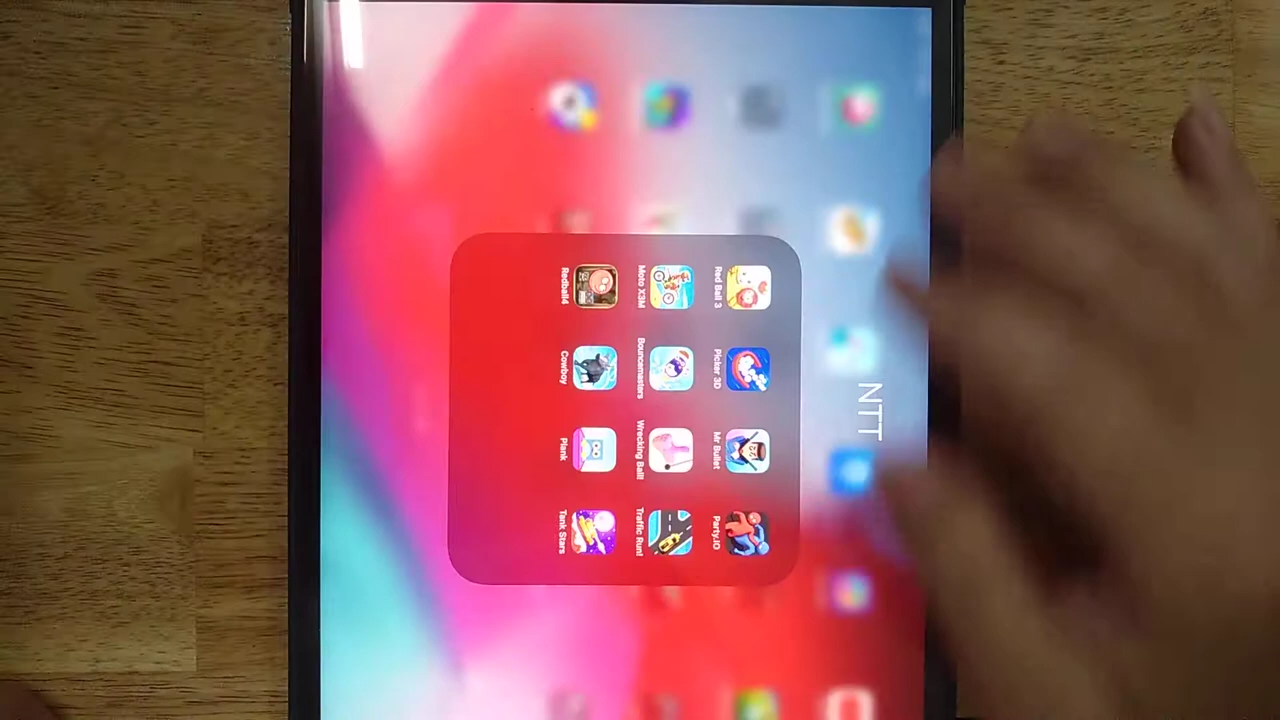 NTT
Red Ball 3
Picker 3D
Mr Bullet
Party.IO
Moto X3M
Bouncemasters
Wrecking Ball!
Traffic Run!
Redball4
Cowboy
Plank
Tank Stars